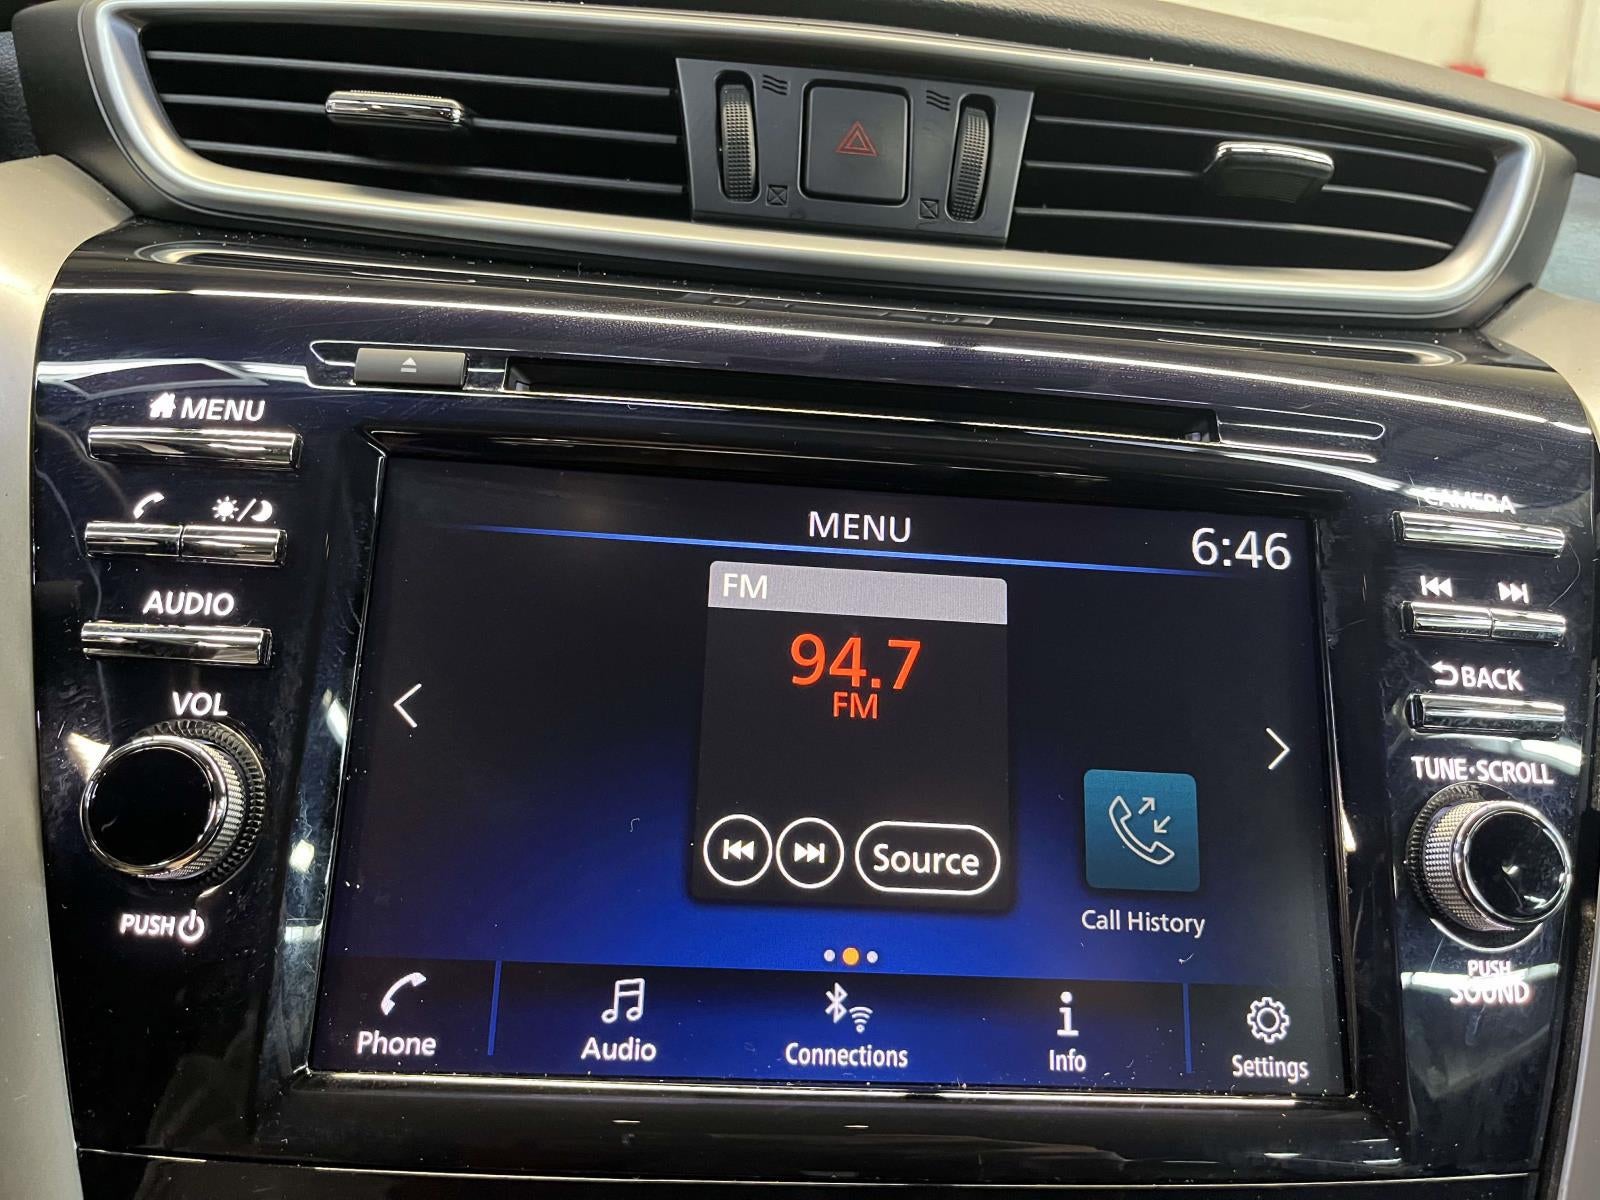 MENU
AUDIO
VOL
PUSH
MENU
6:46
FM
94.7
FM
Source
Call History
Phone
Audio
Connections
Info
Settings
CAMERA
BACK
TUNE·SCROLL
PUSH
SOUND